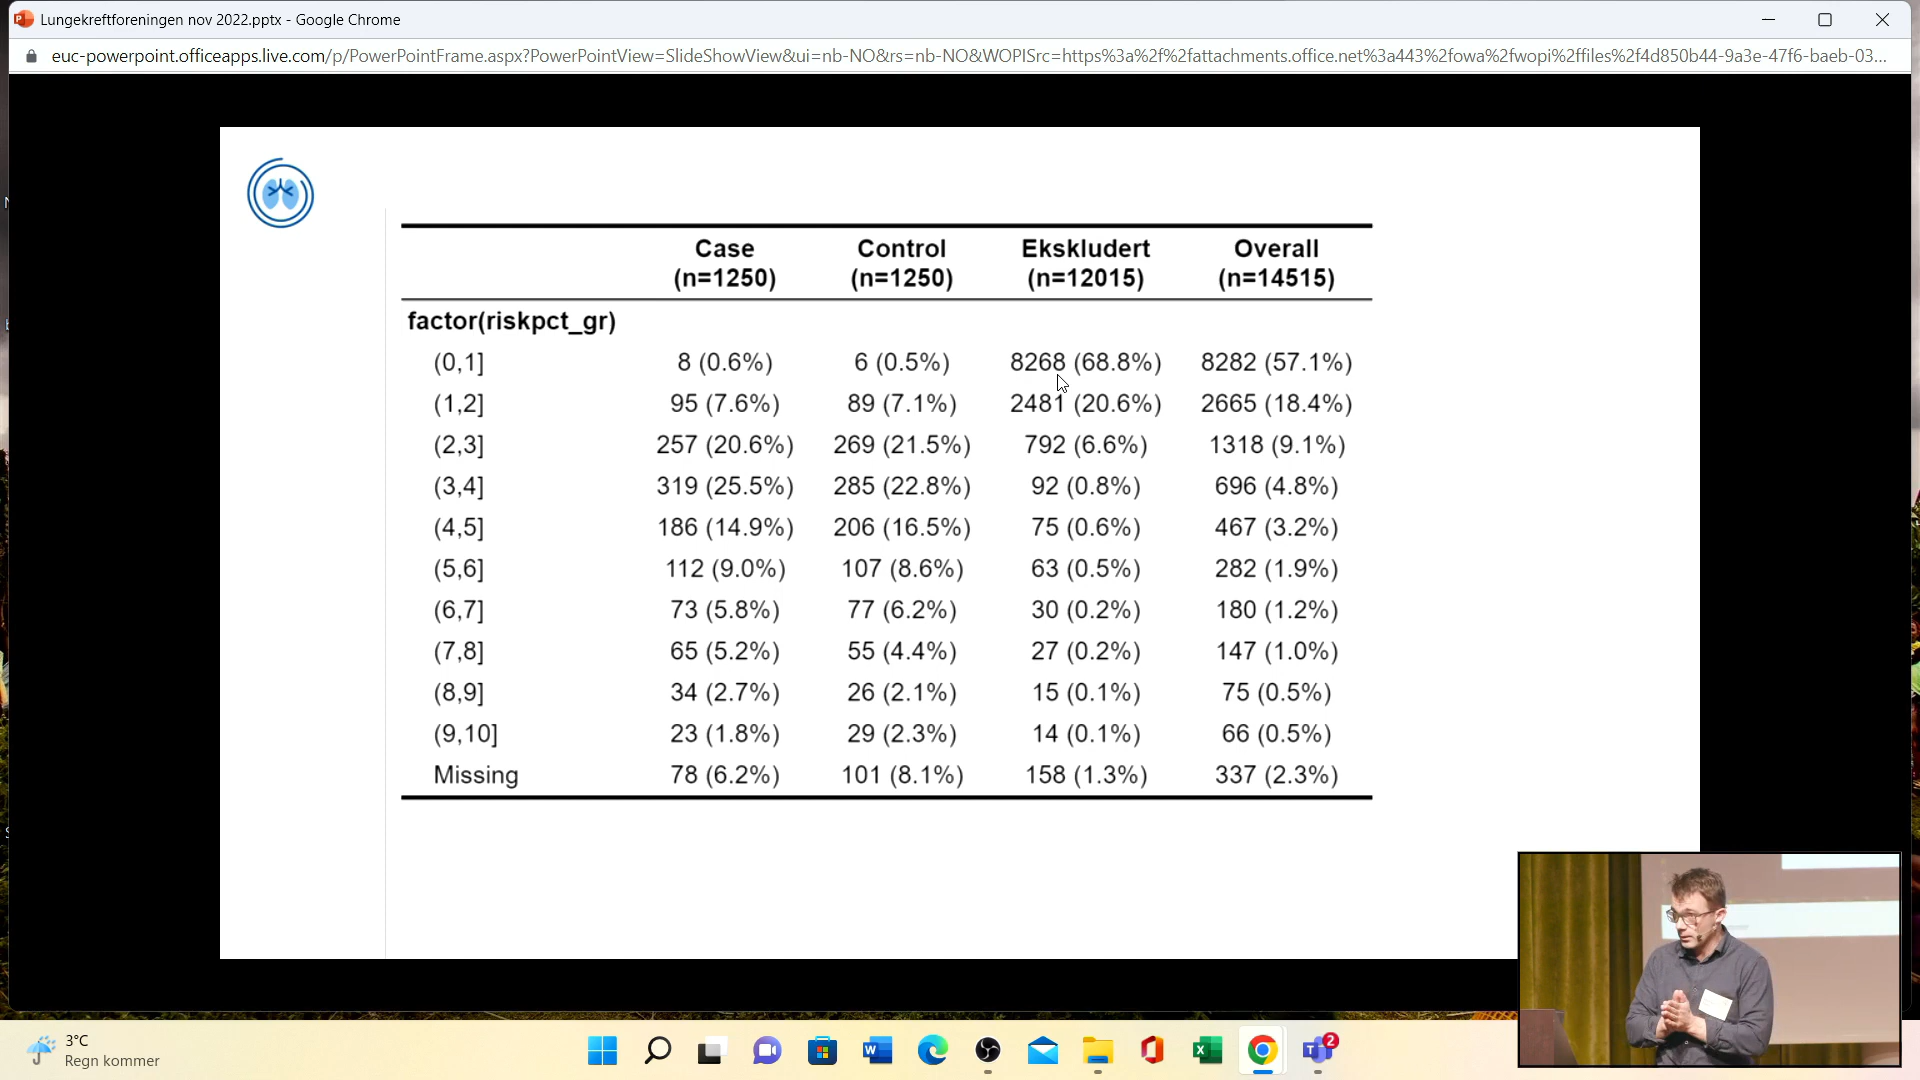 Lungekreftforeningen nov 2022.pptx - Google Chrome
euc-powerpoint.officeapps.live.com/p/PowerPointFrame.aspx?PowerPointView=SlideShowView&ui=nb-NO&rs=nb-NO&WOPISrc=https%3a%2f%2fattachments.office.net%3a443%2fowa%2fwopi%2ffiles%2f4d850b44-9a3e-47f6-baeb-03...
Case Control Ekskludert Overall
(n=1250) (n=1250) (n=12015) (n=14515)
factor(riskpct_gr)
(0,1] 8 (0.6%) 6 (0.5%) 8268 (68.8%) 8282 (57.1%)
(1,2] 95 (7.6%) 89 (7.1%) 2481 (20.6%) 2665 (18.4%)
(2,3] 257 (20.6%) 269 (21.5%) 792 (6.6%) 1318 (9.1%)
(3,4] 319 (25.5%) 285 (22.8%) 92 (0.8%) 696 (4.8%)
(4,5] 186 (14.9%) 206 (16.5%) 75 (0.6%) 467 (3.2%)
(5,6] 112 (9.0%) 107 (8.6%) 63 (0.5%) 282 (1.9%)
(6,7] 73 (5.8%) 77 (6.2%) 30 (0.2%) 180 (1.2%)
(7,8] 65 (5.2%) 55 (4.4%) 27 (0.2%) 147 (1.0%)
(8,9] 34 (2.7%) 26 (2.1%) 15 (0.1%) 75 (0.5%)
(9,10] 23 (1.8%) 29 (2.3%) 14 (0.1%) 66 (0.5%)
Missing 78 (6.2%) 101 (8.1%) 158 (1.3%) 337 (2.3%)
3°C
Regn kommer
2